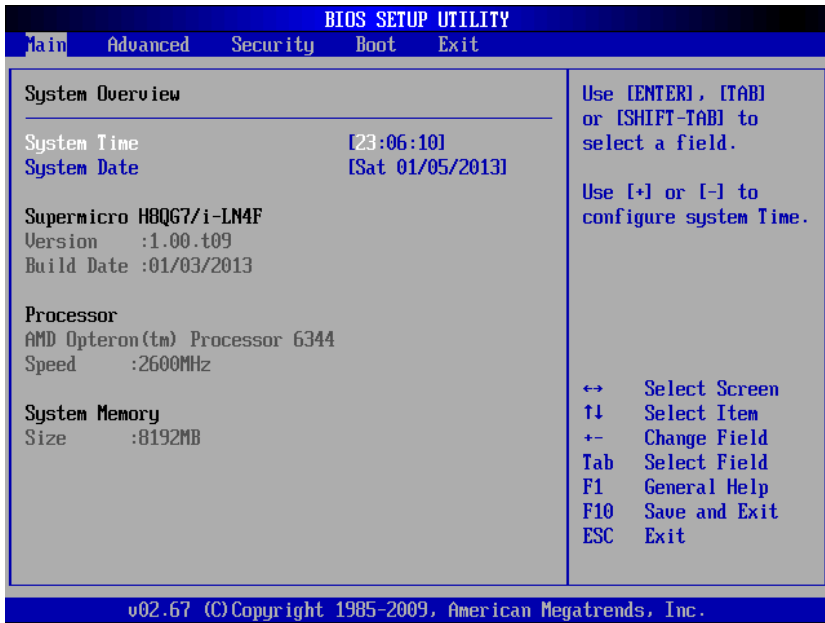 BIOS SETUP UTILITY
Main Advanced Security Boot Exit
System Overview
System Time [23:06:10]
System Date [Sat 01/05/2013]
Supermicro H8QG7/i-LN4F
Version :1.00.t09
Build Date :01/03/2013
Processor
AMD Opteron(tm) Processor 6344
Speed :2600MHz
System Memory
Size :8192MB
Use [ENTER], [TAB]
or [SHIFT-TAB] to
select a field.
Use [+] or [-] to
configure system Time.
↔ Select Screen
↑↓ Select Item
+- Change Field
Tab Select Field
F1 General Help
F10 Save and Exit
ESC Exit
v02.67 (C)Copyright 1985-2009, American Megatrends, Inc.